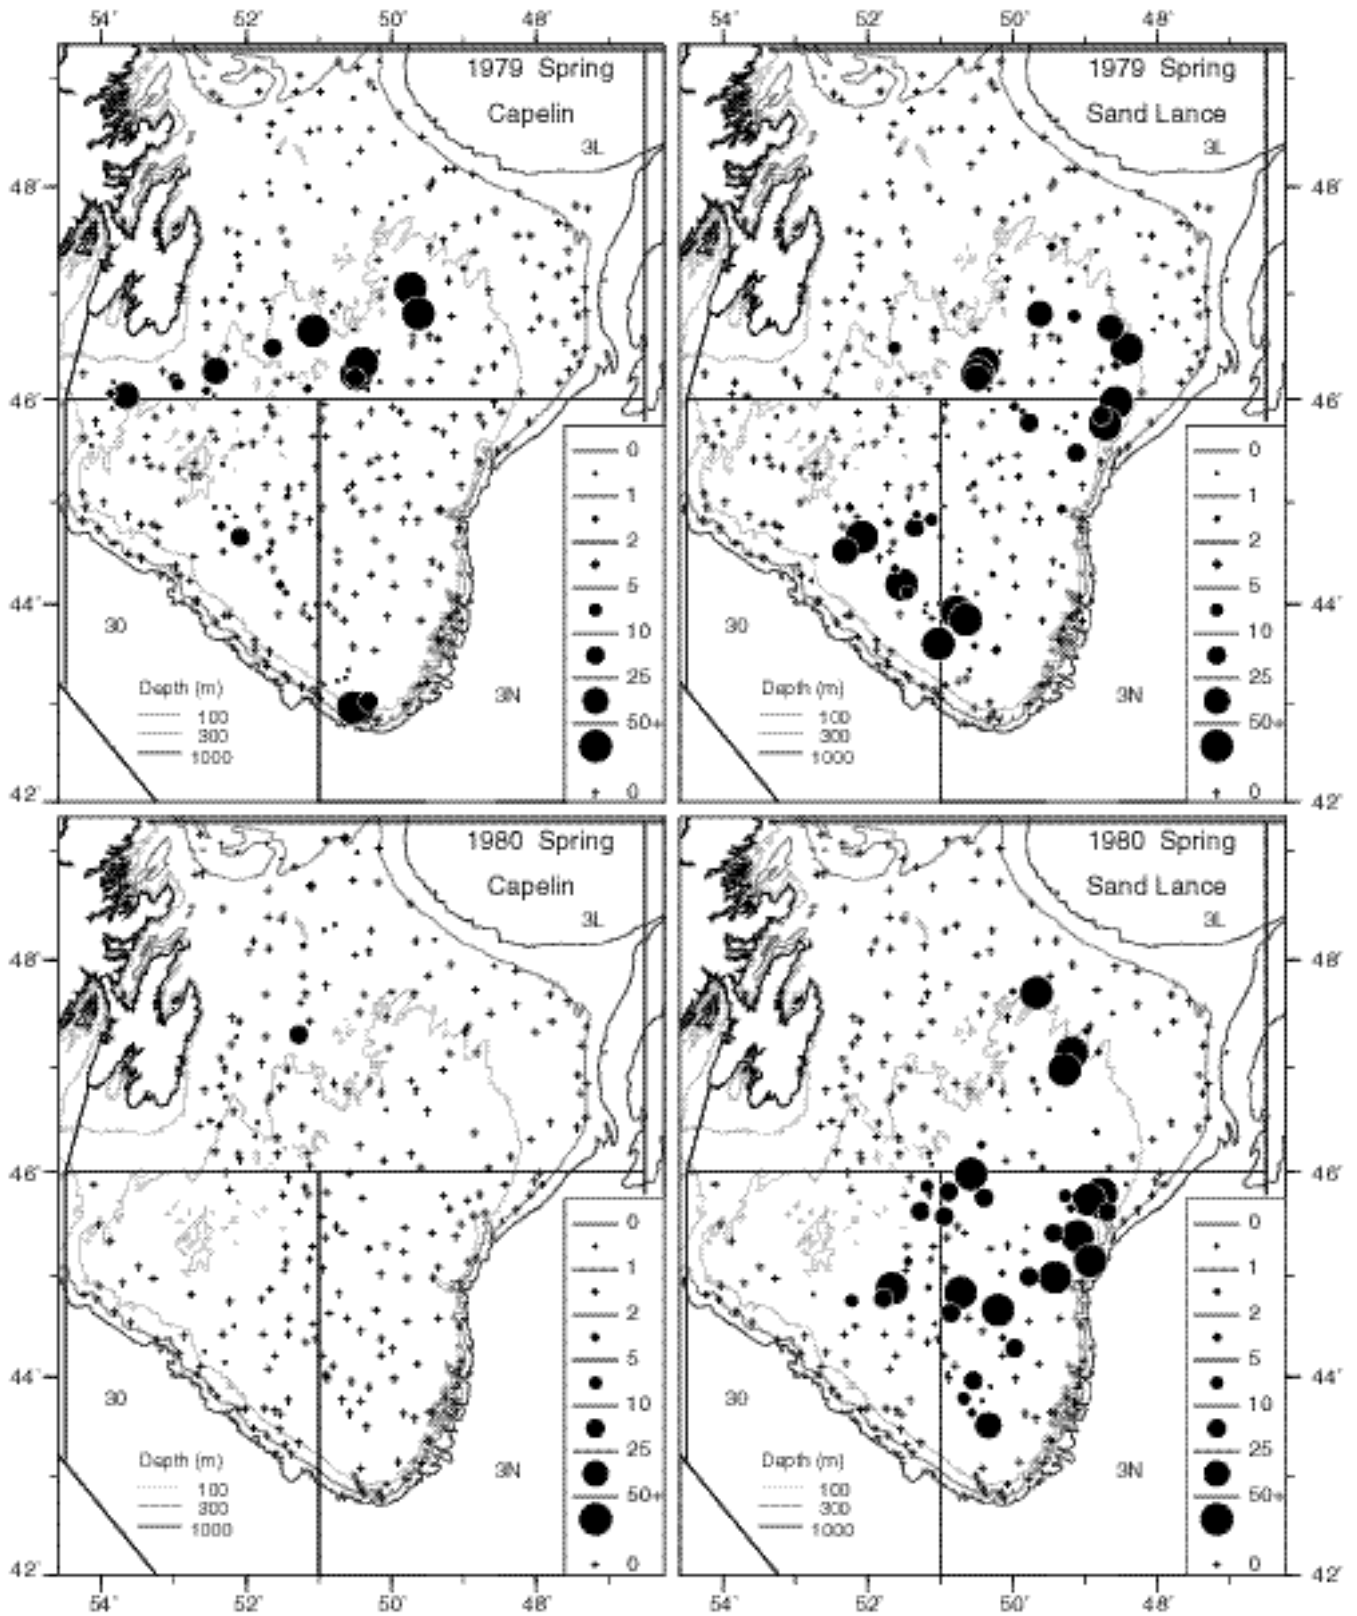 54´ 52´ 50´ 48´ 54´ 52´ 50´ 48´
1979 Spring
Capelin
3L
48´
46´
44´
42´
30
3N
Depth (m)
100
300
1000
0
1
2
5
10
25
50+
0
1979 Spring
Sand Lance
3L
48´
46´
44´
42´
30
3N
Depth (m)
100
300
1000
0
1
2
5
10
25
50+
0
1980 Spring
Capelin
3L
48´
46´
44´
42´
30
3N
Depth (m)
100
300
1000
0
1
2
5
10
25
50+
0
1980 Spring
Sand Lance
3L
48´
46´
44´
42´
30
3N
Depth (m)
100
300
1000
0
1
2
5
10
25
50+
0
54´ 52´ 50´ 48´ 54´ 52´ 50´ 48´